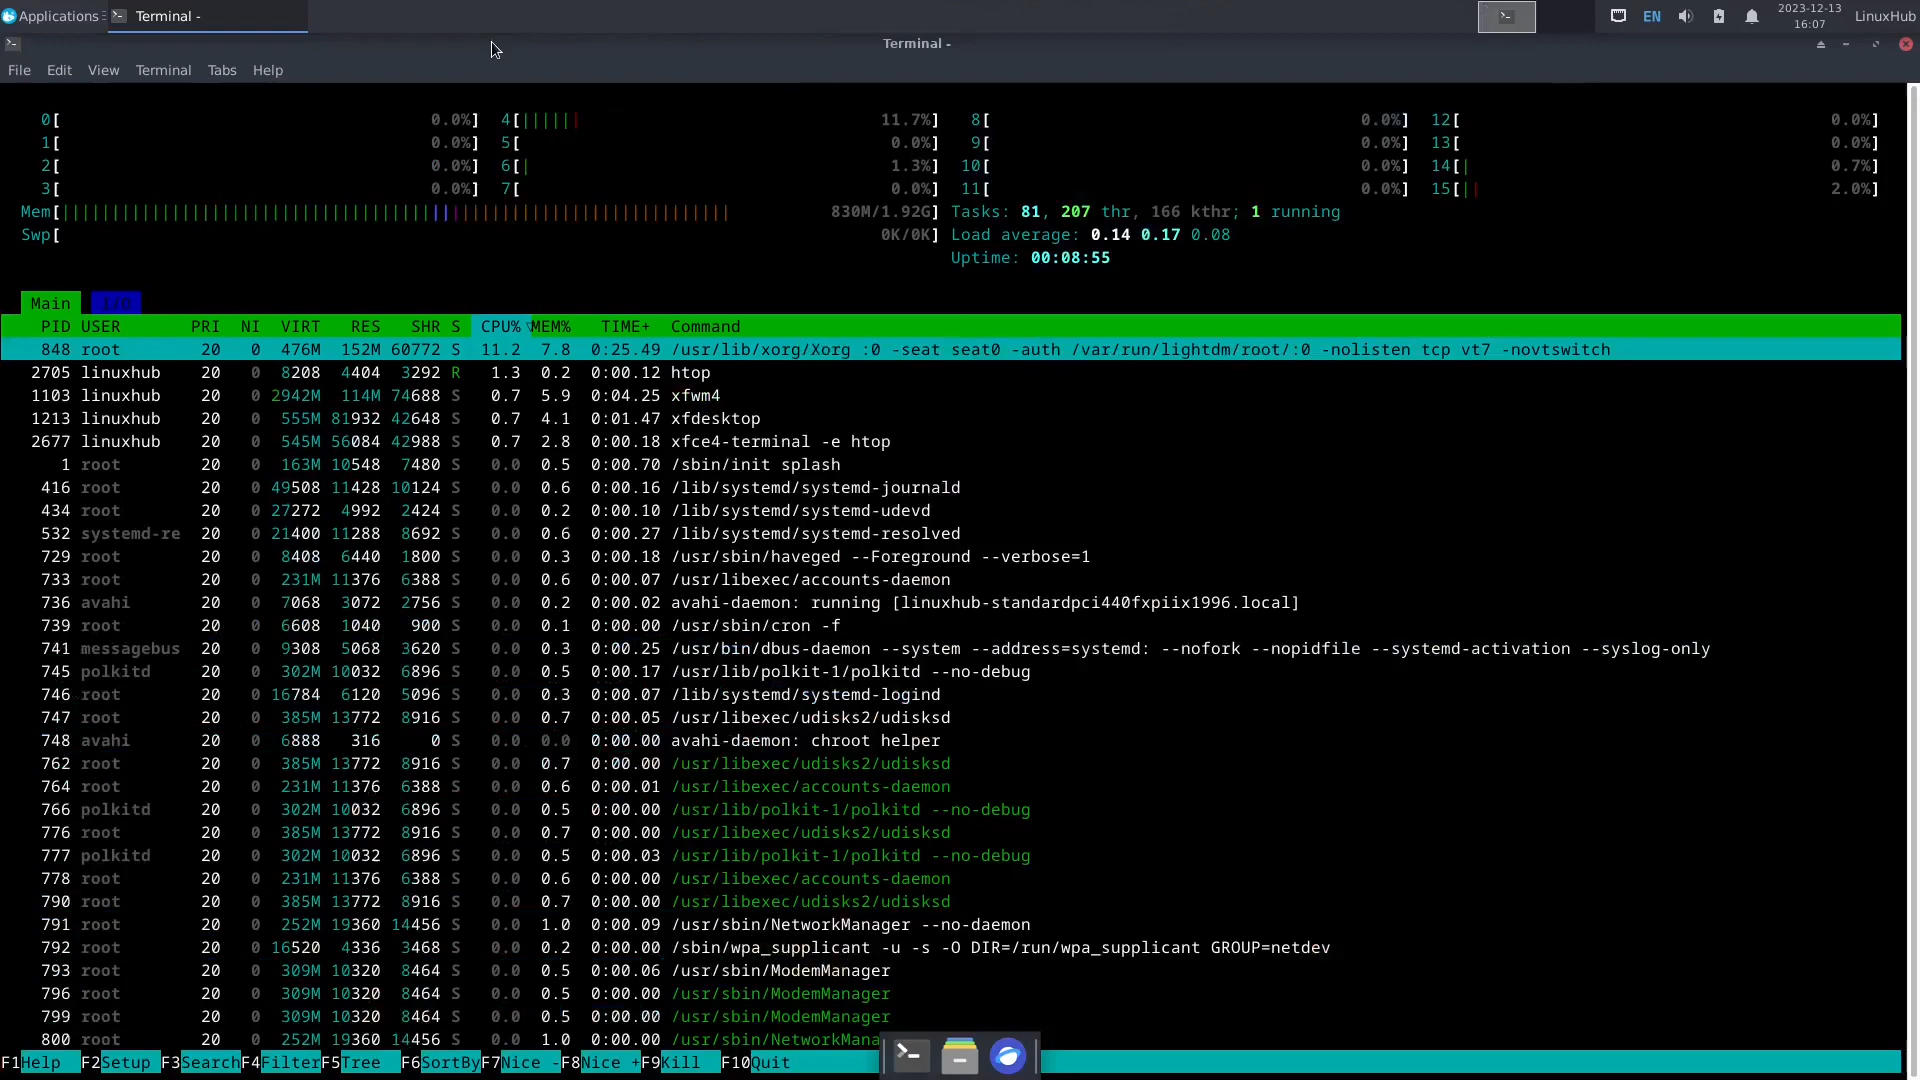 Applications Terminal - EN 2023-12-13 16:07 LinuxHub
Terminal -
File Edit View Terminal Tabs Help
0[ 0.0%] 4[||||||| 11.7%] 8[ 0.0%] 12[ 0.0%]
1[ 0.0%] 5[ 0.0%] 9[ 0.0%] 13[ 0.0%]
2[ 0.0%] 6[| 1.3%] 10[ 0.0%] 14[| 0.7%]
3[ 0.0%] 7[ 0.0%] 11[ 0.0%] 15[|| 2.0%]
Mem[ 830M/1.92G] Tasks: 81, 207 thr, 166 kthr; 1 running
Swp[ 0K/0K] Load average: 0.14 0.17 0.08
Uptime: 00:08:55
Main I/O
PID USER PRI NI VIRT RES SHR S CPU%▽MEM% TIME+ Command
848 root 20 0 476M 152M 60772 S 11.2 7.8 0:25.49 /usr/lib/xorg/Xorg :0 -seat seat0 -auth /var/run/lightdm/root/:0 -nolisten tcp vt7 -novtswitch
2705 linuxhub 20 0 8208 4404 3292 R 1.3 0.2 0:00.12 htop
1103 linuxhub 20 0 2942M 114M 74688 S 0.7 5.9 0:04.25 xfwm4
1213 linuxhub 20 0 555M 81932 42648 S 0.7 4.1 0:01.47 xfdesktop
2677 linuxhub 20 0 545M 56084 42988 S 0.7 2.8 0:00.18 xfce4-terminal -e htop
1 root 20 0 163M 10548 7480 S 0.0 0.5 0:00.70 /sbin/init splash
416 root 20 0 49508 11428 10124 S 0.0 0.6 0:00.16 /lib/systemd/systemd-journald
434 root 20 0 27272 4992 2424 S 0.0 0.2 0:00.10 /lib/systemd/systemd-udevd
532 systemd-re 20 0 21400 11288 8692 S 0.0 0.6 0:00.27 /lib/systemd/systemd-resolved
729 root 20 0 8408 6440 1800 S 0.0 0.3 0:00.18 /usr/sbin/haveged --Foreground --verbose=1
733 root 20 0 231M 11376 6388 S 0.0 0.6 0:00.07 /usr/libexec/accounts-daemon
736 avahi 20 0 7068 3072 2756 S 0.0 0.2 0:00.02 avahi-daemon: running [linuxhub-standardpci440fxpiix1996.local]
739 root 20 0 6608 1040 900 S 0.0 0.1 0:00.00 /usr/sbin/cron -f
741 messagebus 20 0 9308 5068 3620 S 0.0 0.3 0:00.25 /usr/bin/dbus-daemon --system --address=systemd: --nofork --nopidfile --systemd-activation --syslog-only
745 polkitd 20 0 302M 10032 6896 S 0.0 0.5 0:00.17 /usr/lib/polkit-1/polkitd --no-debug
746 root 20 0 16784 6120 5096 S 0.0 0.3 0:00.07 /lib/systemd/systemd-logind
747 root 20 0 385M 13772 8916 S 0.0 0.7 0:00.05 /usr/libexec/udisks2/udisksd
748 avahi 20 0 6888 316 0 S 0.0 0.0 0:00.00 avahi-daemon: chroot helper
762 root 20 0 385M 13772 8916 S 0.0 0.7 0:00.00 /usr/libexec/udisks2/udisksd
764 root 20 0 231M 11376 6388 S 0.0 0.6 0:00.01 /usr/libexec/accounts-daemon
766 polkitd 20 0 302M 10032 6896 S 0.0 0.5 0:00.00 /usr/lib/polkit-1/polkitd --no-debug
776 root 20 0 385M 13772 8916 S 0.0 0.7 0:00.00 /usr/libexec/udisks2/udisksd
777 polkitd 20 0 302M 10032 6896 S 0.0 0.5 0:00.03 /usr/lib/polkit-1/polkitd --no-debug
778 root 20 0 231M 11376 6388 S 0.0 0.6 0:00.00 /usr/libexec/accounts-daemon
790 root 20 0 385M 13772 8916 S 0.0 0.7 0:00.00 /usr/libexec/udisks2/udisksd
791 root 20 0 252M 19360 14456 S 0.0 1.0 0:00.09 /usr/sbin/NetworkManager --no-daemon
792 root 20 0 16520 4336 3468 S 0.0 0.2 0:00.00 /sbin/wpa_supplicant -u -s -O DIR=/run/wpa_supplicant GROUP=netdev
793 root 20 0 309M 10320 8464 S 0.0 0.5 0:00.06 /usr/sbin/ModemManager
796 root 20 0 309M 10320 8464 S 0.0 0.5 0:00.00 /usr/sbin/ModemManager
799 root 20 0 309M 10320 8464 S 0.0 0.5 0:00.00 /usr/sbin/ModemManager
800 root 20 0 252M 19360 14456 S 0.0 1.0 0:00.00 /usr/sbin/NetworkMana
F1Help F2Setup F3SearchF4FilterF5Tree F6SortByF7Nice -F8Nice +F9Kill F10Quit